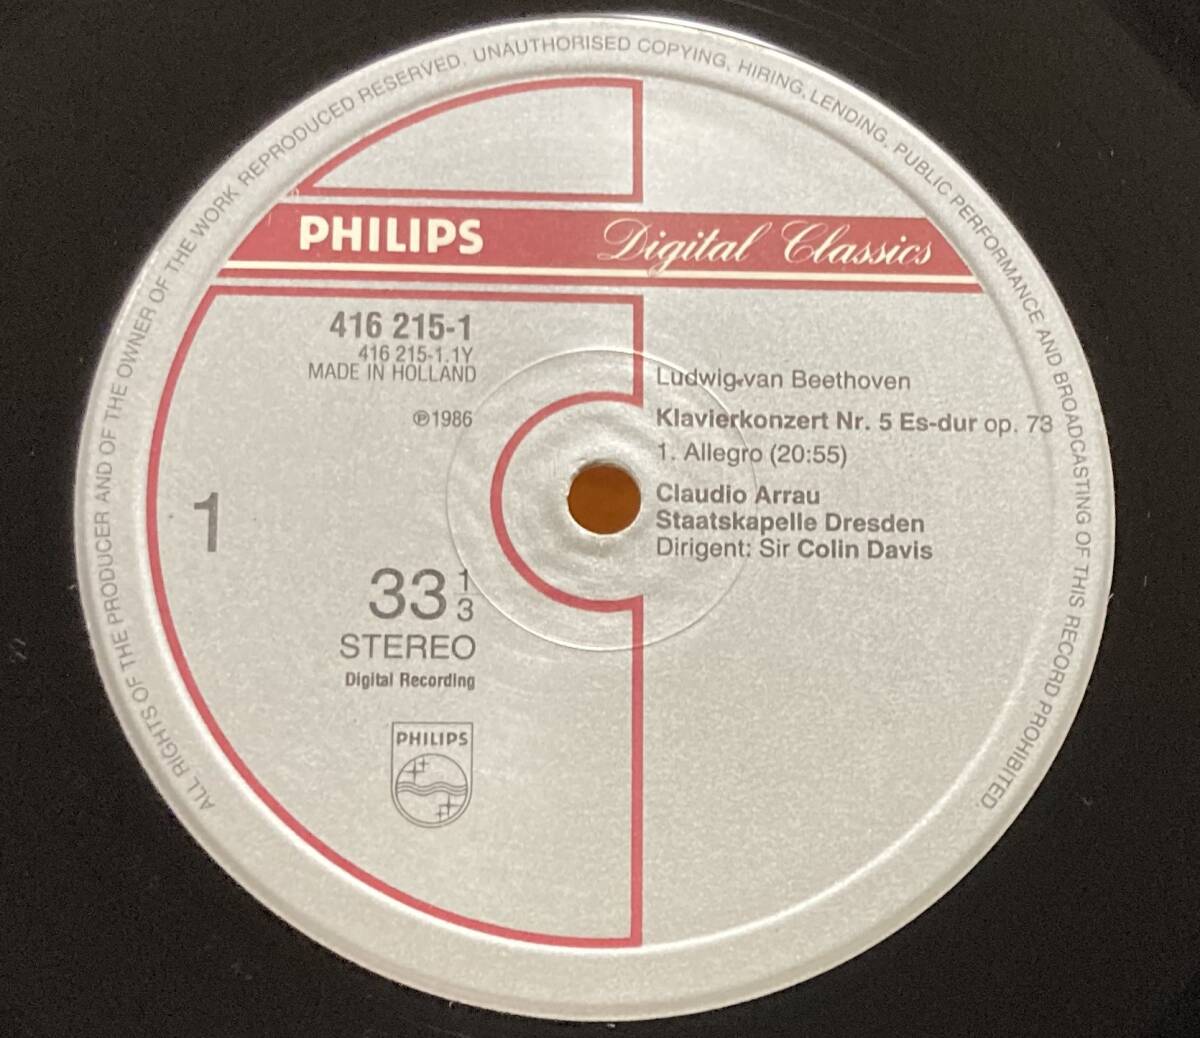 ALL RIGHTS OF THE PRODUCER AND OF THE OWNER OF THE WORK REPRODUCED RESERVED. UNAUTHORISED COPYING, HIRING, LENDING, PUBLIC PERFORMANCE AND BROADCASTING OF THIS RECORD PROHIBITED.
PHILIPS Digital Classics
416 215-1
416 215-1.1Y
MADE IN HOLLAND
℗1986
1
33 1/3
STEREO
Digital Recording
PHILIPS
Ludwig van Beethoven
Klavierkonzert Nr. 5 Es-dur op. 73
1. Allegro (20:55)
Claudio Arrau
Staatskapelle Dresden
Dirigent: Sir Colin Davis